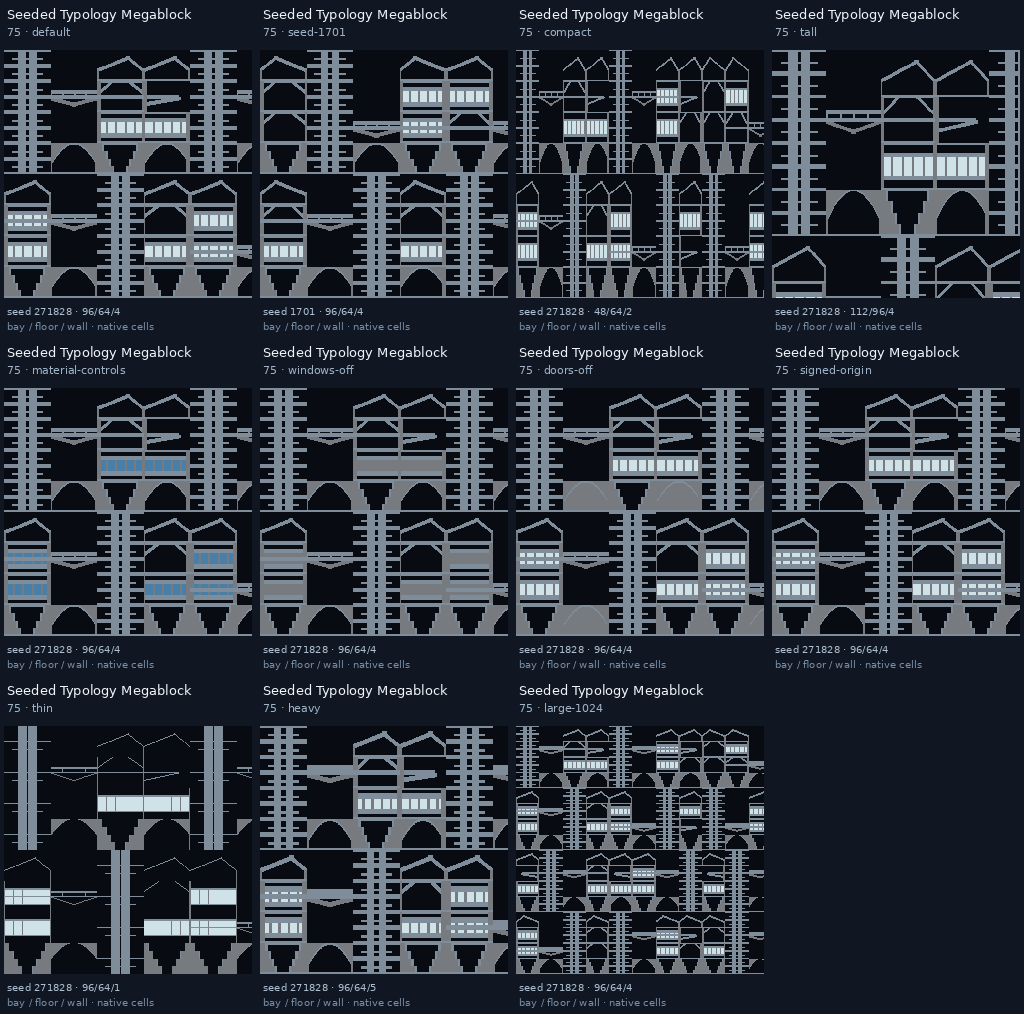 Seeded Typology Megablock
75 · default
seed 271828 · 96/64/4
bay / floor / wall · native cells
Seeded Typology Megablock
75 · seed-1701
seed 1701 · 96/64/4
bay / floor / wall · native cells
Seeded Typology Megablock
75 · compact
seed 271828 · 48/64/2
bay / floor / wall · native cells
Seeded Typology Megablock
75 · tall
seed 271828 · 112/96/4
bay / floor / wall · native cells
Seeded Typology Megablock
75 · material-controls
seed 271828 · 96/64/4
bay / floor / wall · native cells
Seeded Typology Megablock
75 · windows-off
seed 271828 · 96/64/4
bay / floor / wall · native cells
Seeded Typology Megablock
75 · doors-off
seed 271828 · 96/64/4
bay / floor / wall · native cells
Seeded Typology Megablock
75 · signed-origin
seed 271828 · 96/64/4
bay / floor / wall · native cells
Seeded Typology Megablock
75 · thin
seed 271828 · 96/64/1
bay / floor / wall · native cells
Seeded Typology Megablock
75 · heavy
seed 271828 · 96/64/5
bay / floor / wall · native cells
Seeded Typology Megablock
75 · large-1024
seed 271828 · 96/64/4
bay / floor / wall · native cells